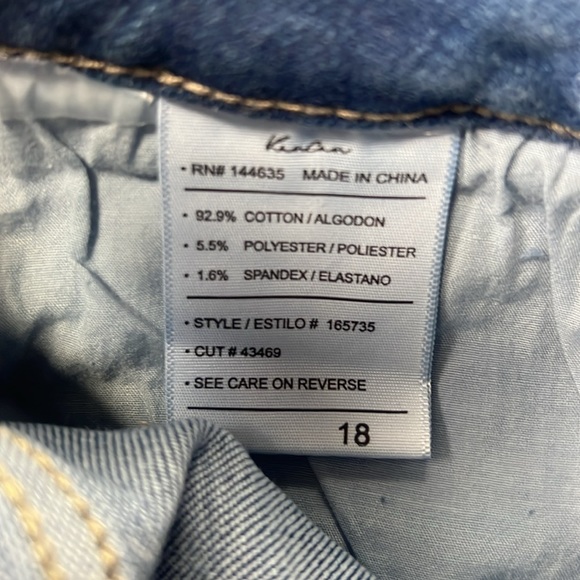 KanCan
• RN# 144635 MADE IN CHINA
• 92.9% COTTON / ALGODON
• 5.5% POLYESTER / POLIESTER
• 1.6% SPANDEX / ELASTANO
• STYLE / ESTILO # 165735
• CUT # 43469
• SEE CARE ON REVERSE
18